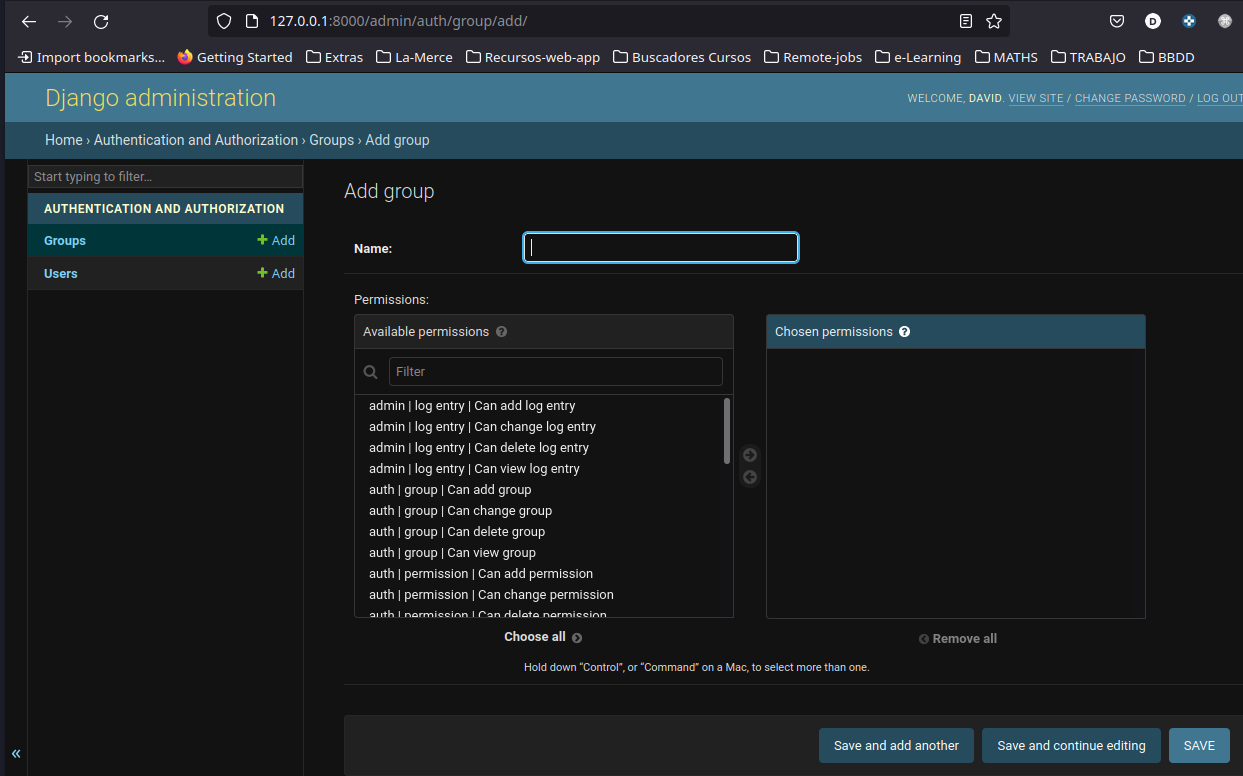 127.0.0.1:8000/admin/auth/group/add/
D
Import bookmarks... Getting Started Extras La-Merce Recursos-web-app Buscadores Cursos Remote-jobs e-Learning MATHS TRABAJO BBDD
Django administration
WELCOME, DAVID. VIEW SITE / CHANGE PASSWORD / LOG OUT
Home › Authentication and Authorization › Groups › Add group
Start typing to filter...
AUTHENTICATION AND AUTHORIZATION
Groups + Add
Users + Add
Add group
Name:
Permissions:
Available permissions ?
Filter
admin | log entry | Can add log entry
admin | log entry | Can change log entry
admin | log entry | Can delete log entry
admin | log entry | Can view log entry
auth | group | Can add group
auth | group | Can change group
auth | group | Can delete group
auth | group | Can view group
auth | permission | Can add permission
auth | permission | Can change permission
auth | permission | Can delete permission
Choose all
Chosen permissions ?
Remove all
Hold down “Control”, or “Command” on a Mac, to select more than one.
«
Save and add another Save and continue editing SAVE